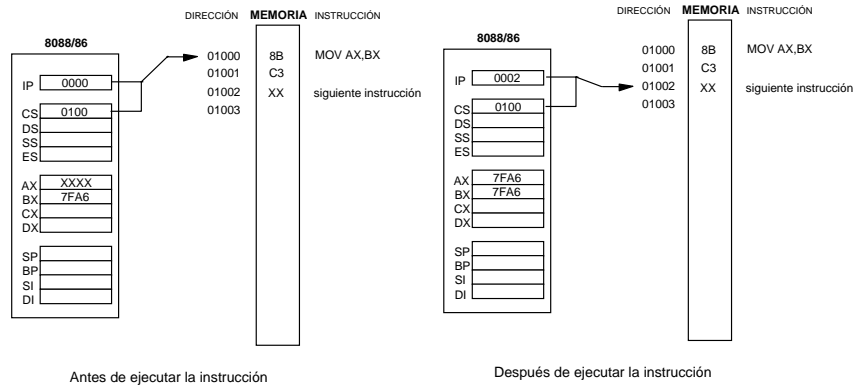 DIRECCIÓN MEMORIA INSTRUCCIÓN
8088/86
01000 8B MOV AX,BX
01001 C3
01002 XX siguiente instrucción
01003
IP 0000
CS 0100
DS
SS
ES
AX XXXX
BX 7FA6
CX
DX
SP
BP
SI
DI
Antes de ejecutar la instrucción
DIRECCIÓN MEMORIA INSTRUCCIÓN
8088/86
01000 8B MOV AX,BX
01001 C3
01002 XX siguiente instrucción
01003
IP 0002
CS 0100
DS
SS
ES
AX 7FA6
BX 7FA6
CX
DX
SP
BP
SI
DI
Después de ejecutar la instrucción